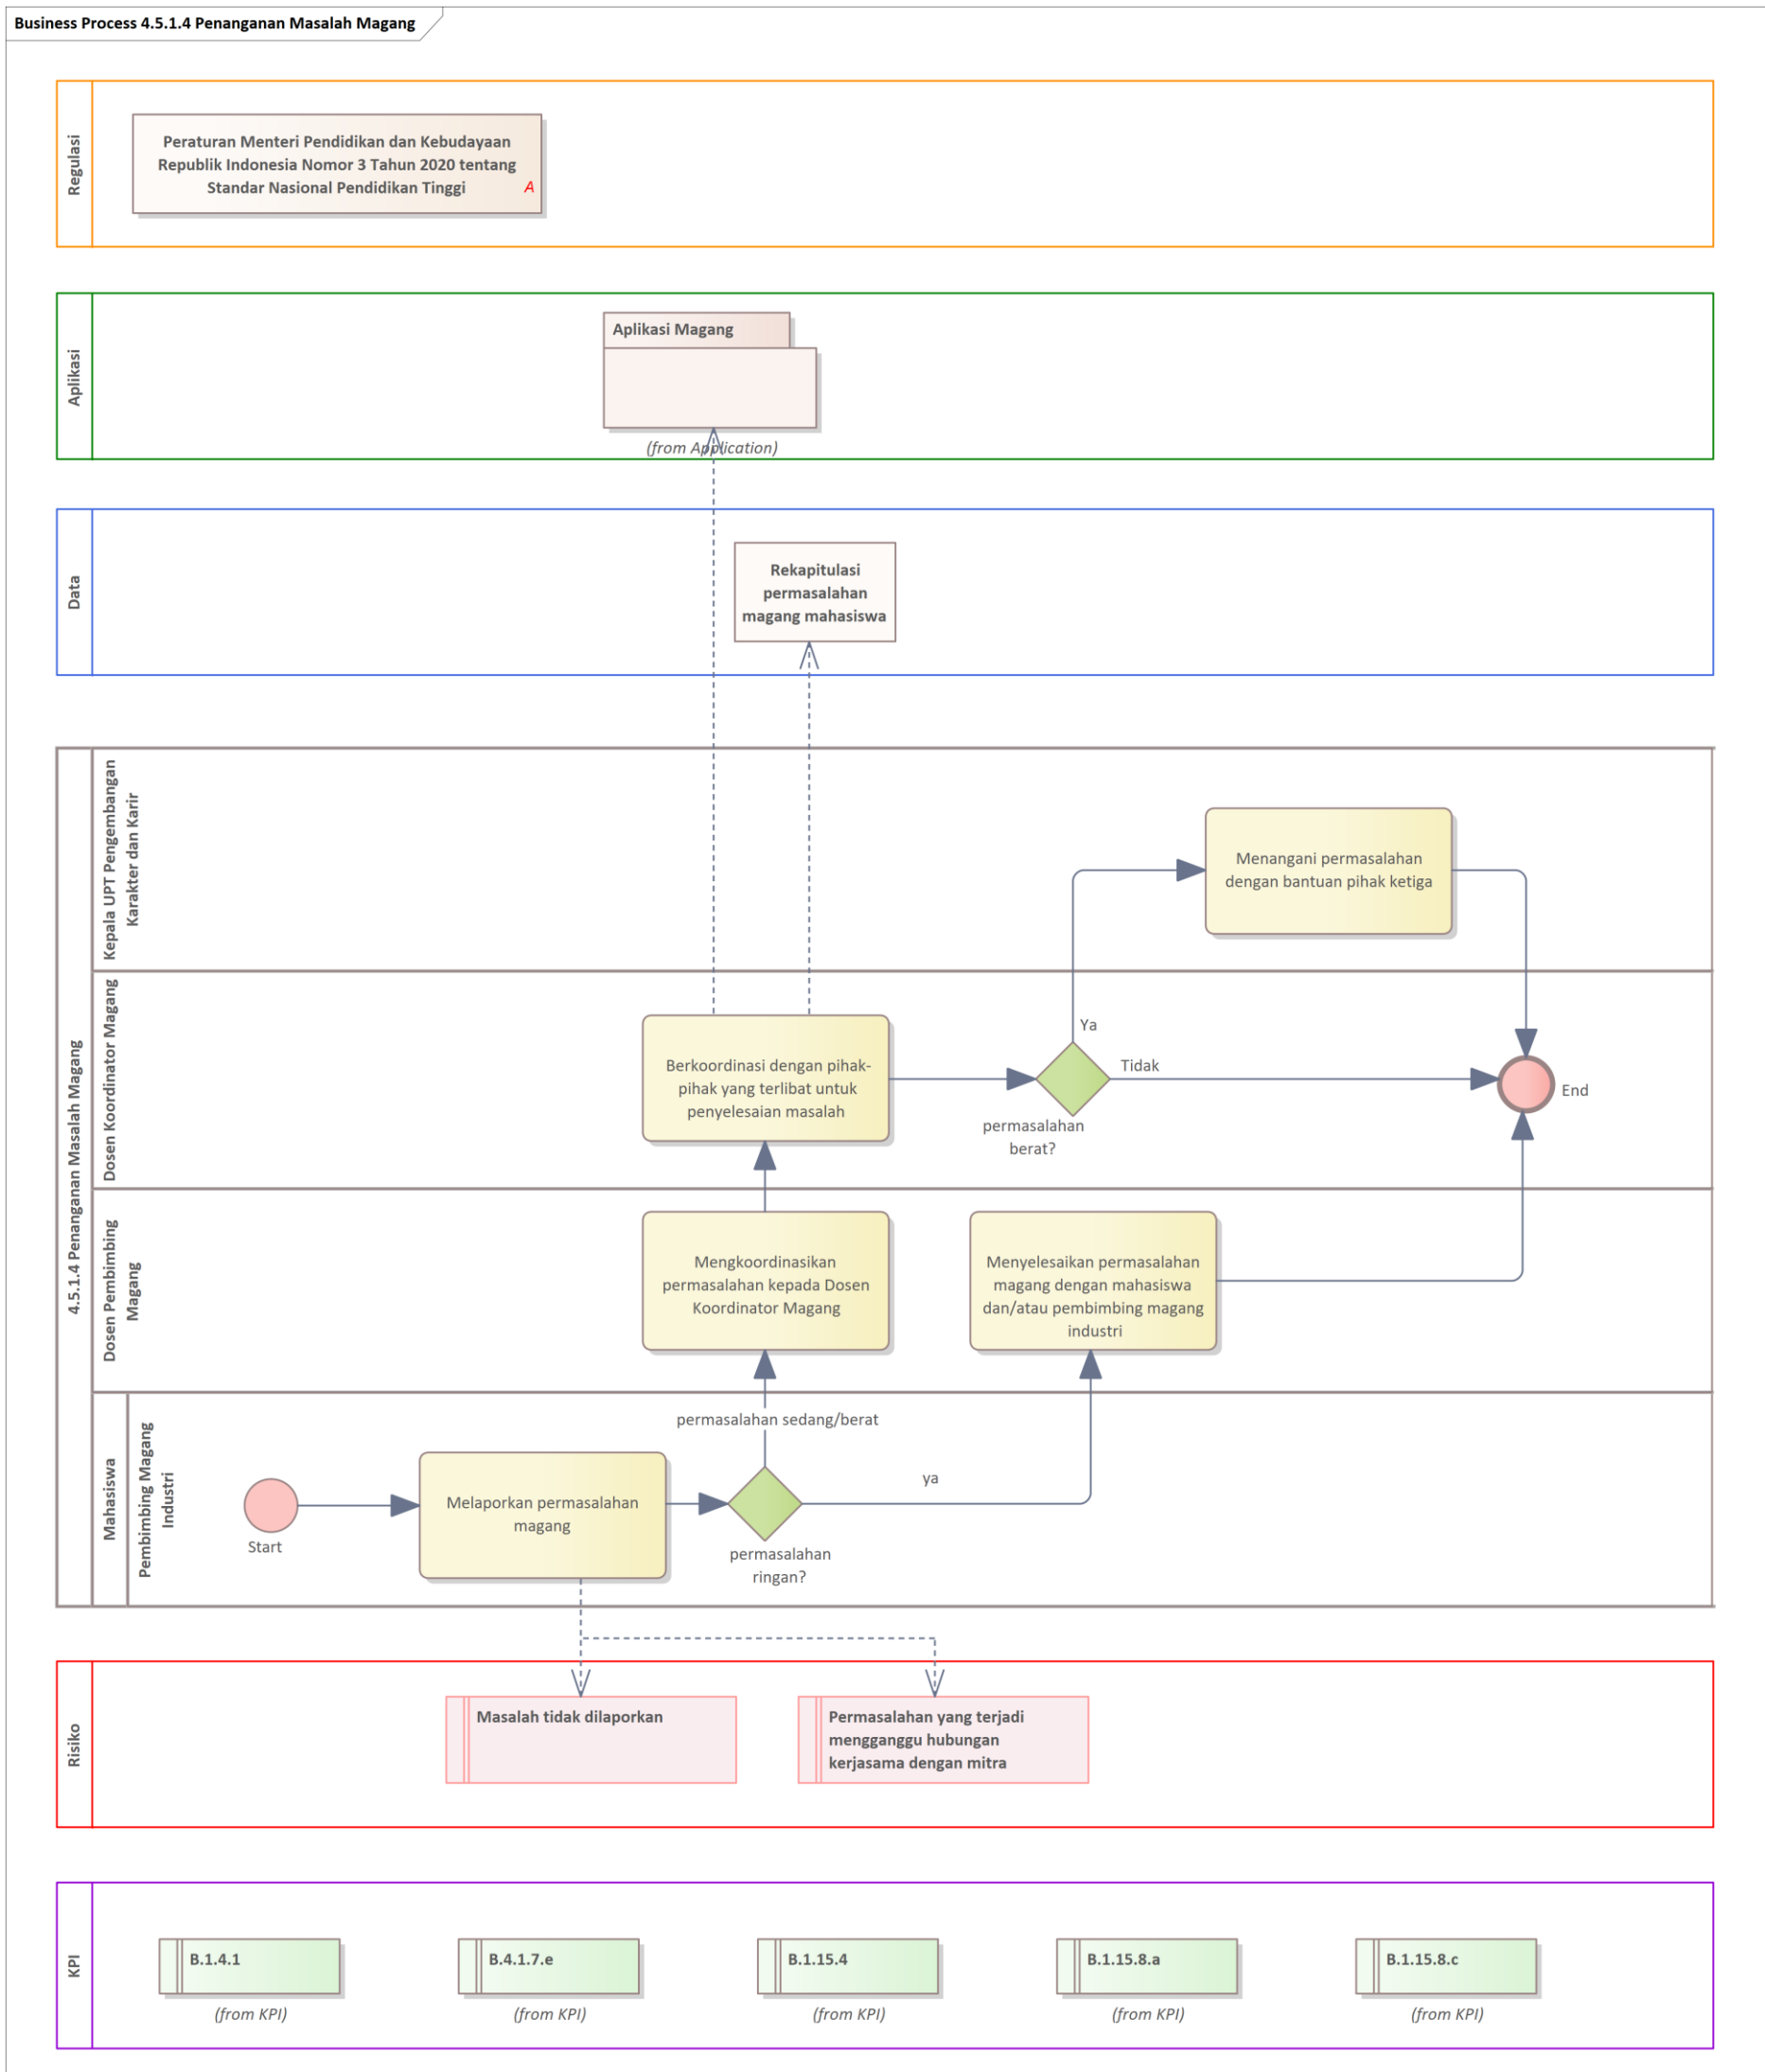 Business Process 4.5.1.4 Penanganan Masalah Magang
Regulasi
Peraturan Menteri Pendidikan dan Kebudayaan
Republik Indonesia Nomor 3 Tahun 2020 tentang
Standar Nasional Pendidikan Tinggi
A
Aplikasi
Aplikasi Magang
(from Application)
Data
Rekapitulasi
permasalahan
magang mahasiswa
4.5.1.4 Penanganan Masalah Magang
Kepala UPT Pengembangan
Karakter dan Karir
Menangani permasalahan
dengan bantuan pihak ketiga
Dosen Koordinator Magang
Berkoordinasi dengan pihak-
pihak yang terlibat untuk
penyelesaian masalah
Ya
Tidak
permasalahan
berat?
End
Dosen Pembimbing
Magang
Mengkoordinasikan
permasalahan kepada Dosen
Koordinator Magang
Menyelesaikan permasalahan
magang dengan mahasiswa
dan/atau pembimbing magang
industri
Mahasiswa
Pembimbing Magang
Industri
Start
Melaporkan permasalahan
magang
permasalahan sedang/berat
ya
permasalahan
ringan?
Risiko
Masalah tidak dilaporkan
Permasalahan yang terjadi
mengganggu hubungan
kerjasama dengan mitra
KPI
B.1.4.1
(from KPI)
B.4.1.7.e
(from KPI)
B.1.15.4
(from KPI)
B.1.15.8.a
(from KPI)
B.1.15.8.c
(from KPI)